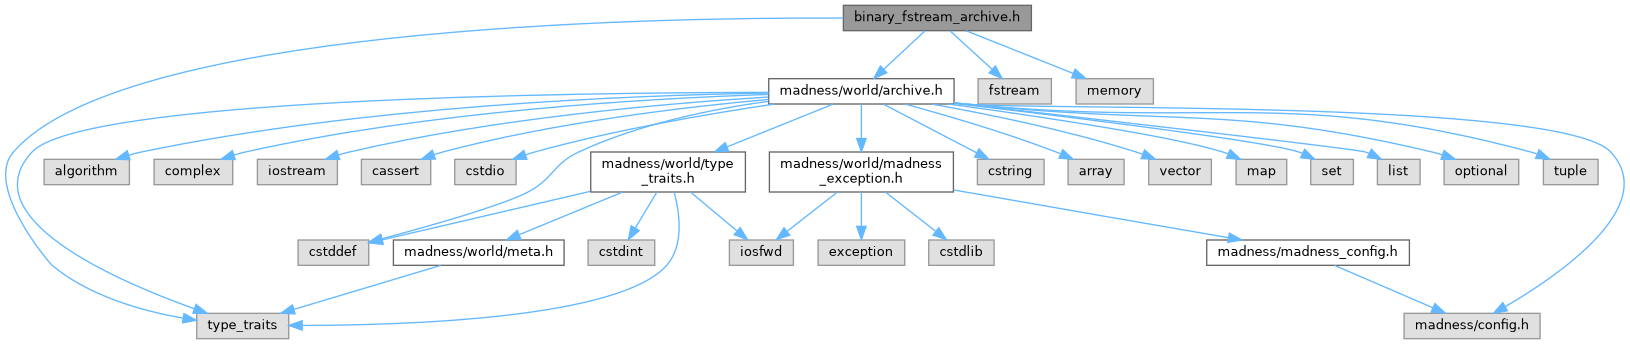 binary_fstream_archive.h
madness/world/archive.h
fstream
memory
algorithm
complex
iostream
cassert
cstdio
madness/world/type
_traits.h
madness/world/madness
_exception.h
cstring
array
vector
map
set
list
optional
tuple
cstddef
madness/world/meta.h
cstdint
iosfwd
exception
cstdlib
madness/madness_config.h
type_traits
madness/config.h